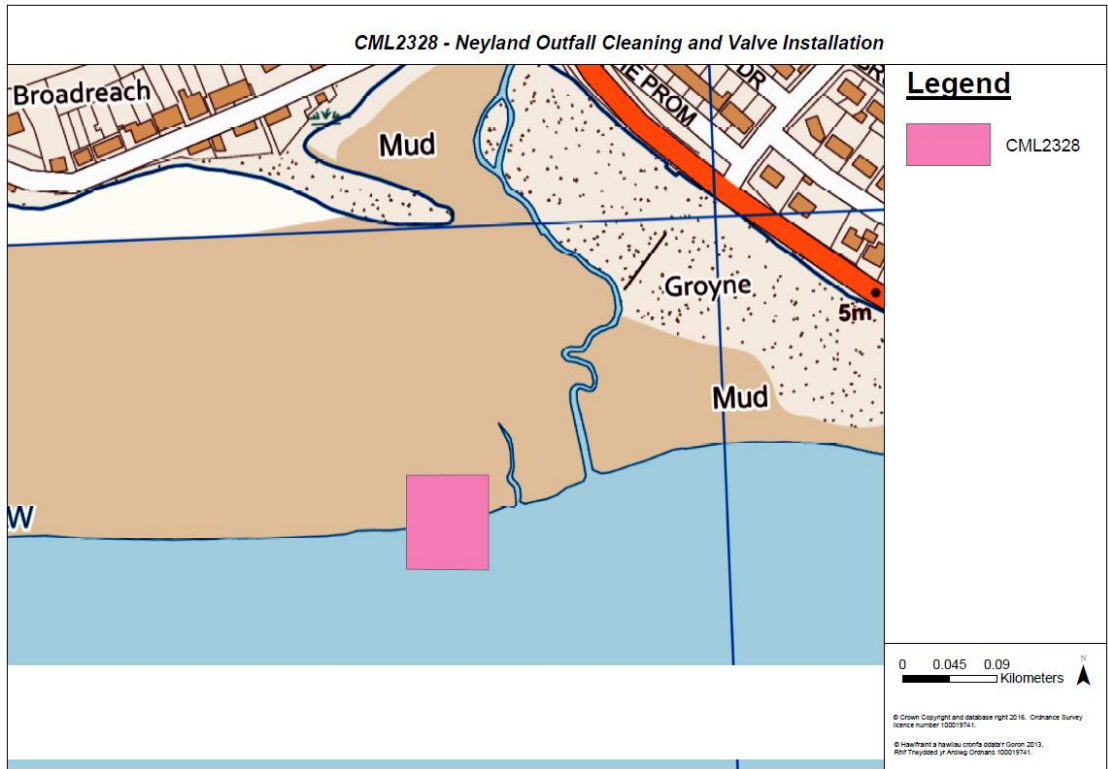 CML2328 - Neyland Outfall Cleaning and Valve Installation
Broadreach
Mud
THE PROM
DR
Groyne
5m
Mud
W
Legend
CML2328
0 0.045 0.09
Kilometers
N
© Crown Copyright and database right 2016. Ordnance Survey
licence number 100019741.
© Hawlfraint a hawliau cronfa ddata'r Goron 2013.
Rhif Trwydded yr Arolwg Ordnans 100019741.